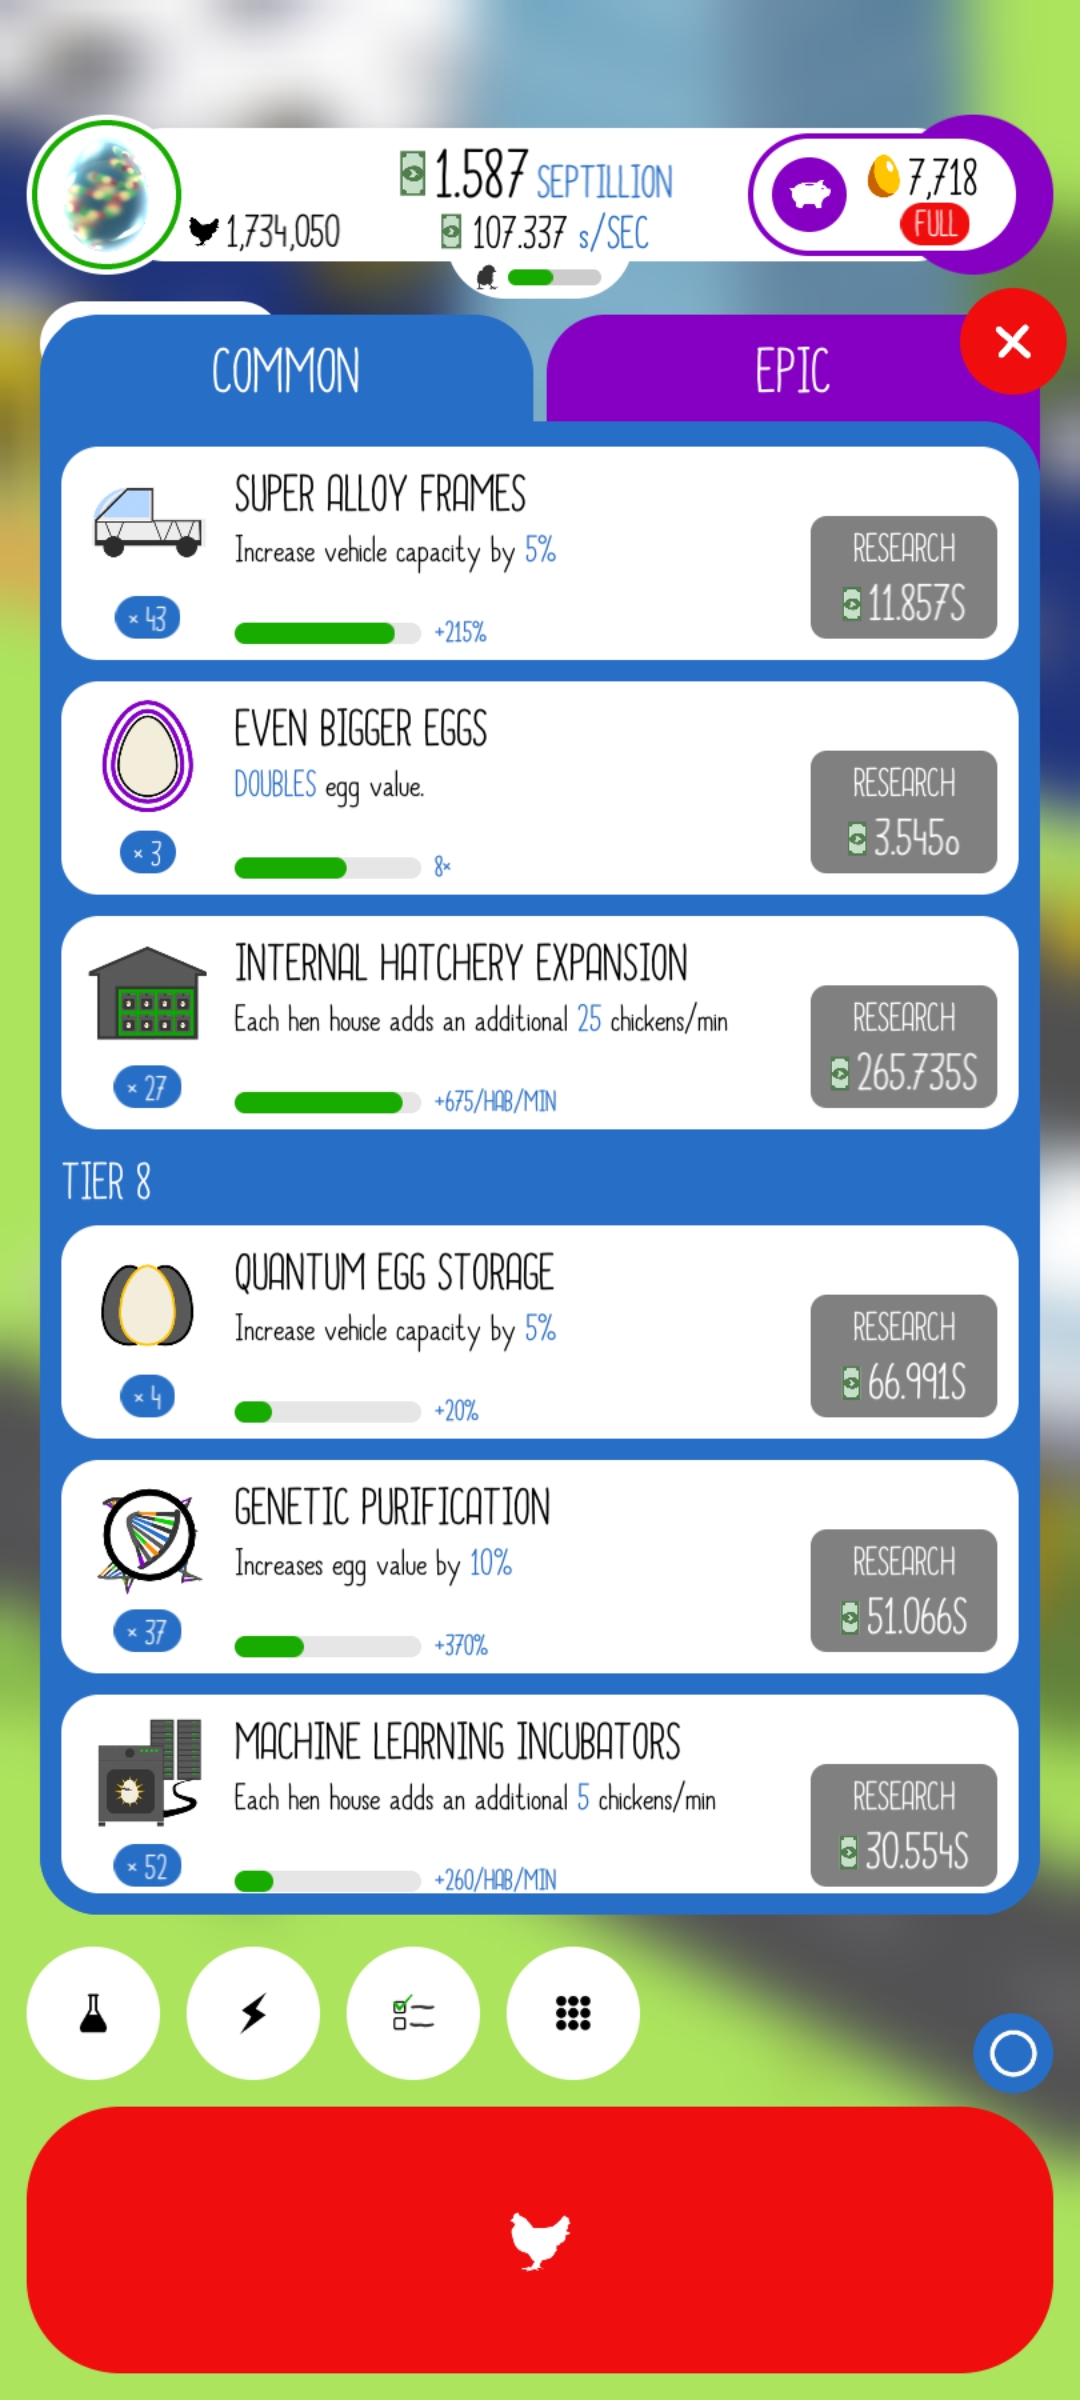 1.587 SEPTILLION
7,718
1,734,050
107.337 s/SEC
FULL
COMMON
EPIC
SUPER ALLOY FRAMES
Increase vehicle capacity by 5%
RESEARCH
11.857S
× 43
+215%
EVEN BIGGER EGGS
DOUBLES egg value.
RESEARCH
3.545o
× 3
8×
INTERNAL HATCHERY EXPANSION
Each hen house adds an additional 25 chickens/min
RESEARCH
265.735S
× 27
+675/HAB/MIN
TIER 8
QUANTUM EGG STORAGE
Increase vehicle capacity by 5%
RESEARCH
66.991S
× 4
+20%
GENETIC PURIFICATION
Increases egg value by 10%
RESEARCH
51.066S
× 37
+370%
MACHINE LEARNING INCUBATORS
Each hen house adds an additional 5 chickens/min
RESEARCH
30.554S
× 52
+260/HAB/MIN